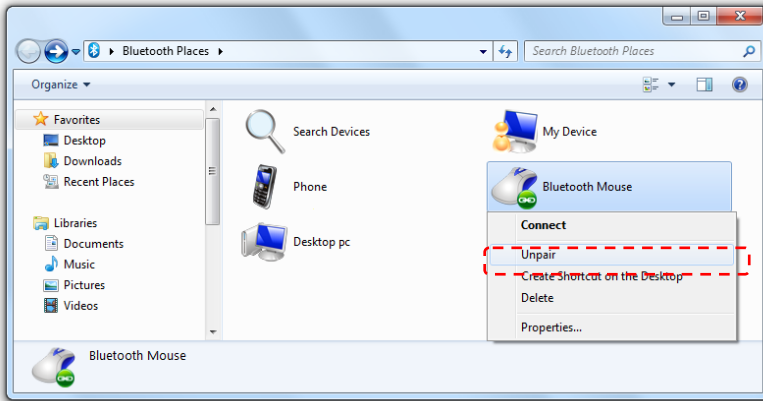 Bluetooth Places
Search Bluetooth Places
Organize
Favorites
Desktop
Downloads
Recent Places
Libraries
Documents
Music
Pictures
Videos
Search Devices
My Device
Phone
Bluetooth Mouse
Desktop pc
Connect
Unpair
Create Shortcut on the Desktop
Delete
Properties...
Bluetooth Mouse